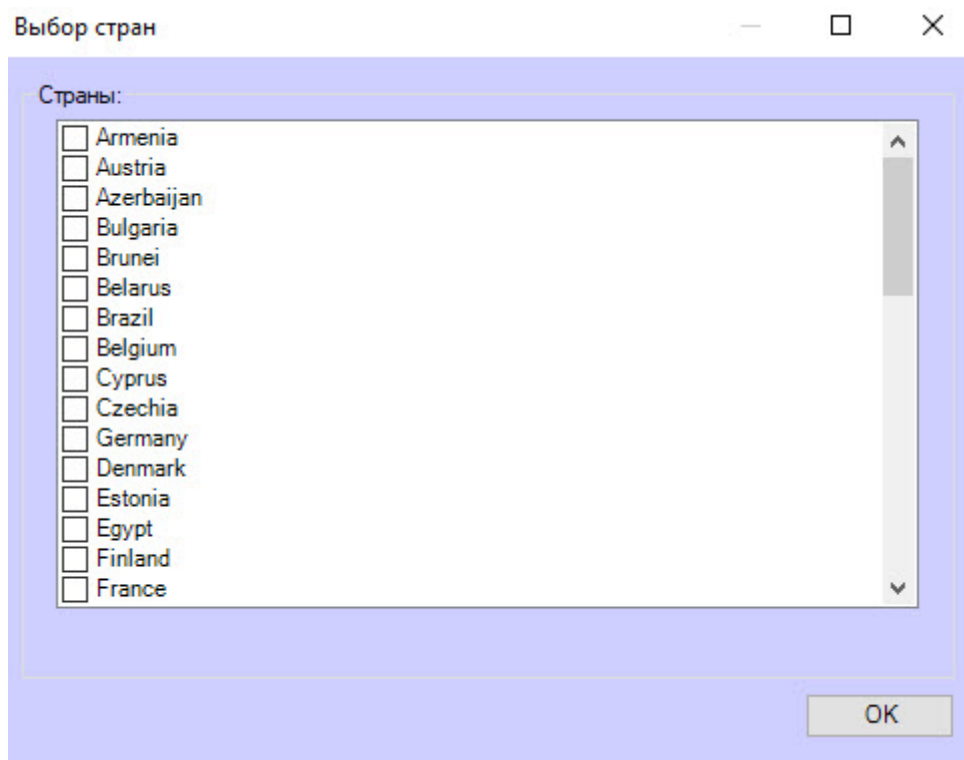 Выбор стран
Страны:
Armenia
Austria
Azerbaijan
Bulgaria
Brunei
Belarus
Brazil
Belgium
Cyprus
Czechia
Germany
Denmark
Estonia
Egypt
Finland
France
OK